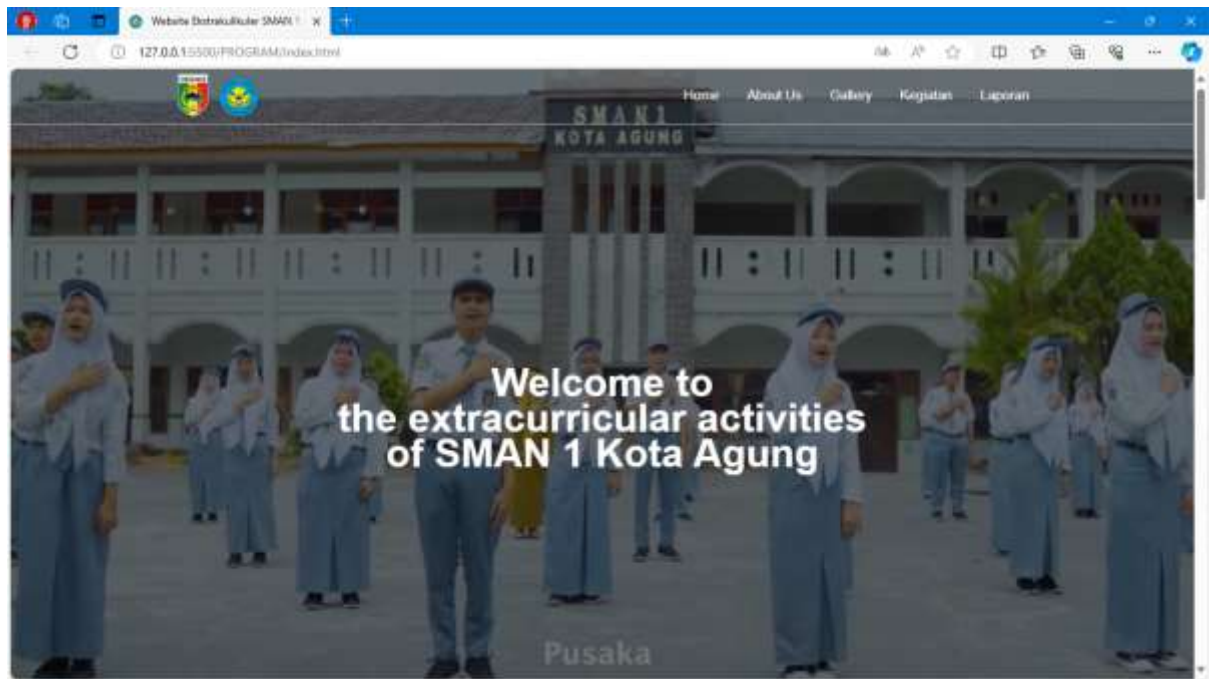 Website Ekstrakulikuler SMAN 1
127.0.0.1:5500/PROGRAM/index.html
Home About Us Gallery Kegiatan Laporan
SMAN 1
KOTA AGUNG
Welcome to
the extracurricular activities
of SMAN 1 Kota Agung
Pusaka